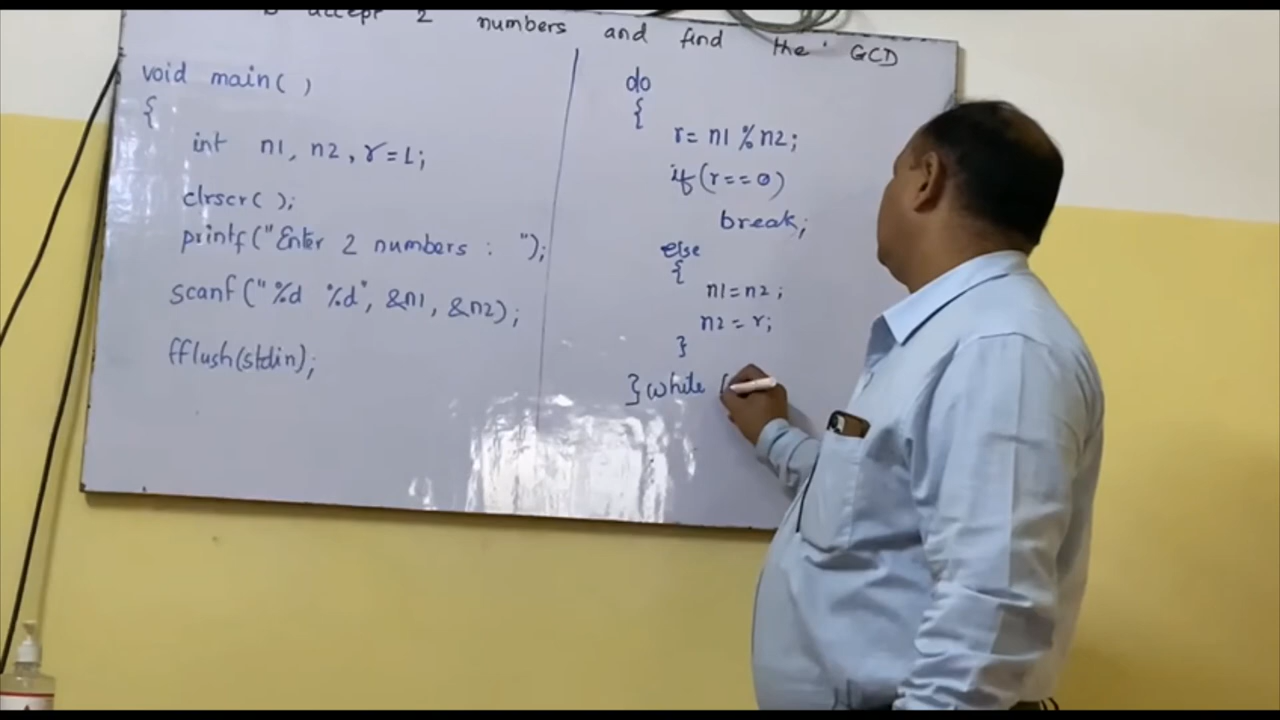 accept 2 numbers and find the GCD
void main( )
{
int n1, n2, r=1;
clrscr( );
printf("Enter 2 numbers : ");
scanf("%d %d", &n1, &n2);
fflush(stdin);
do
{
r= n1 % n2;
if(r==0)
break;
else
{
n1=n2;
n2=r;
}
}while (